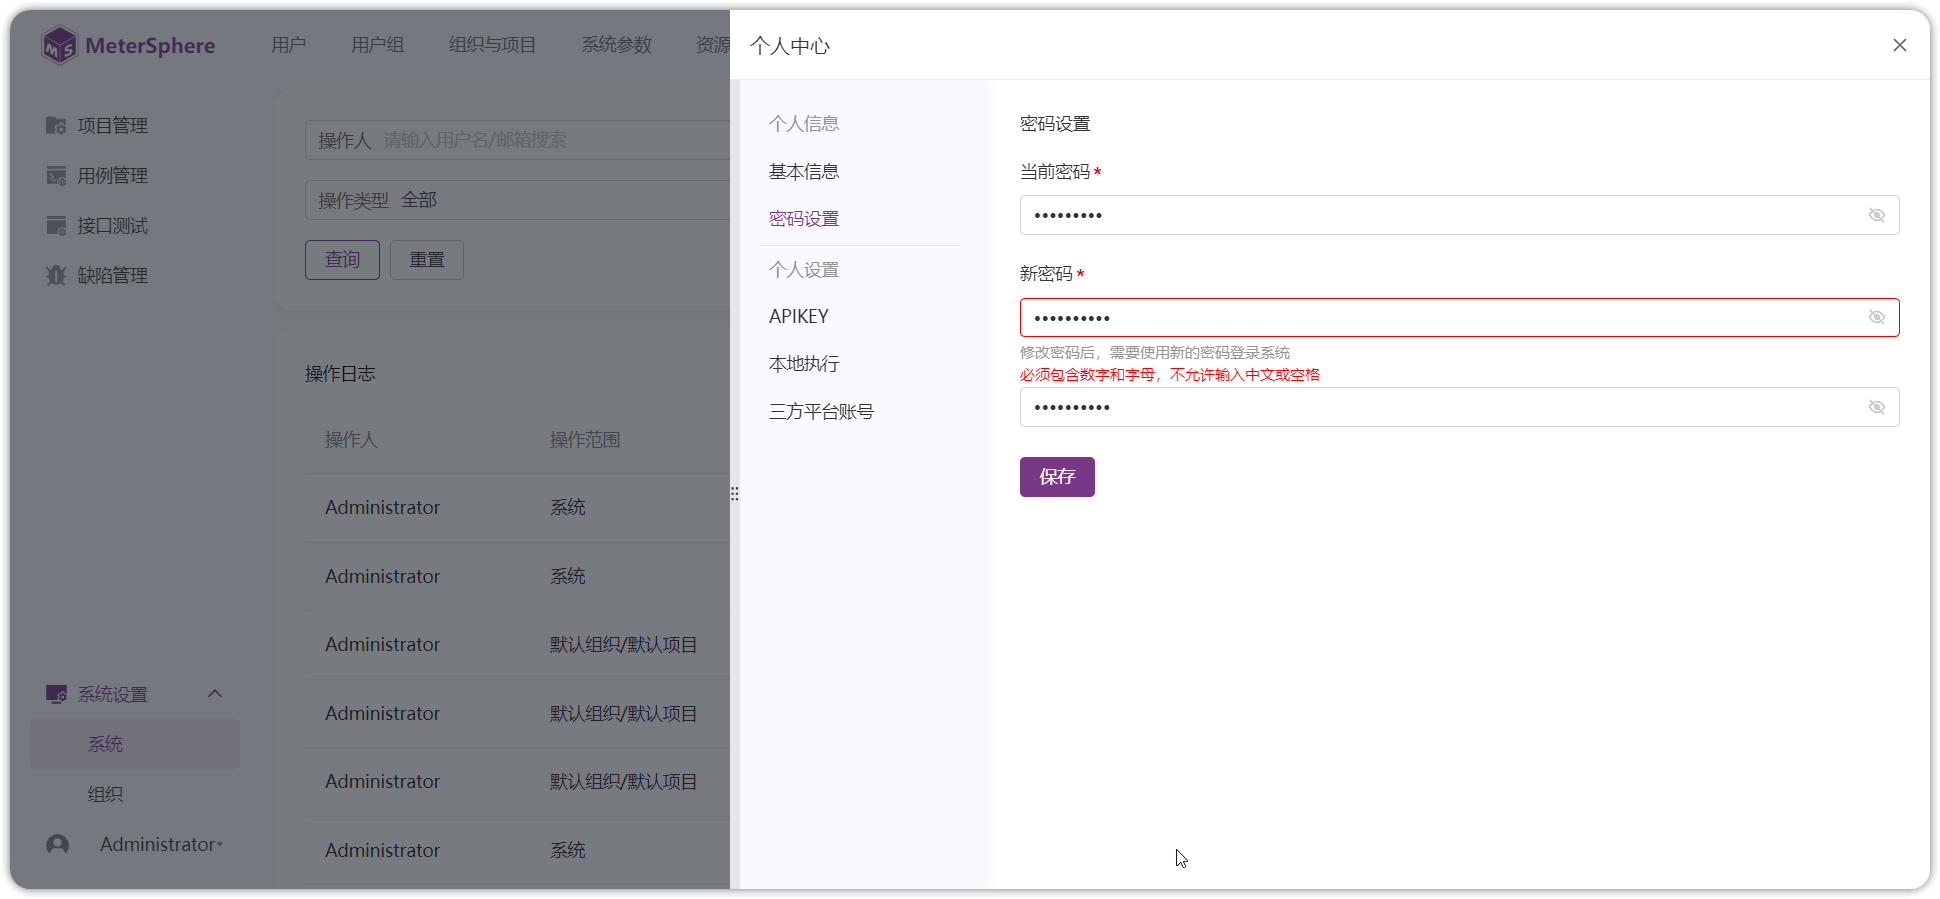 MeterSphere
用户
用户组
组织与项目
系统参数
资源
项目管理
用例管理
接口测试
缺陷管理
系统设置
系统
组织
Administrator
操作人 请输入用户名/邮箱搜索
操作类型 全部
查询
重置
操作日志
操作人 操作范围
Administrator 系统
Administrator 系统
Administrator 默认组织/默认项目
Administrator 默认组织/默认项目
Administrator 默认组织/默认项目
Administrator 系统
个人中心
个人信息
基本信息
密码设置
个人设置
APIKEY
本地执行
三方平台账号
密码设置
当前密码*
•••••••••
新密码*
••••••••••
修改密码后，需要使用新的密码登录系统
必须包含数字和字母，不允许输入中文或空格
••••••••••
保存